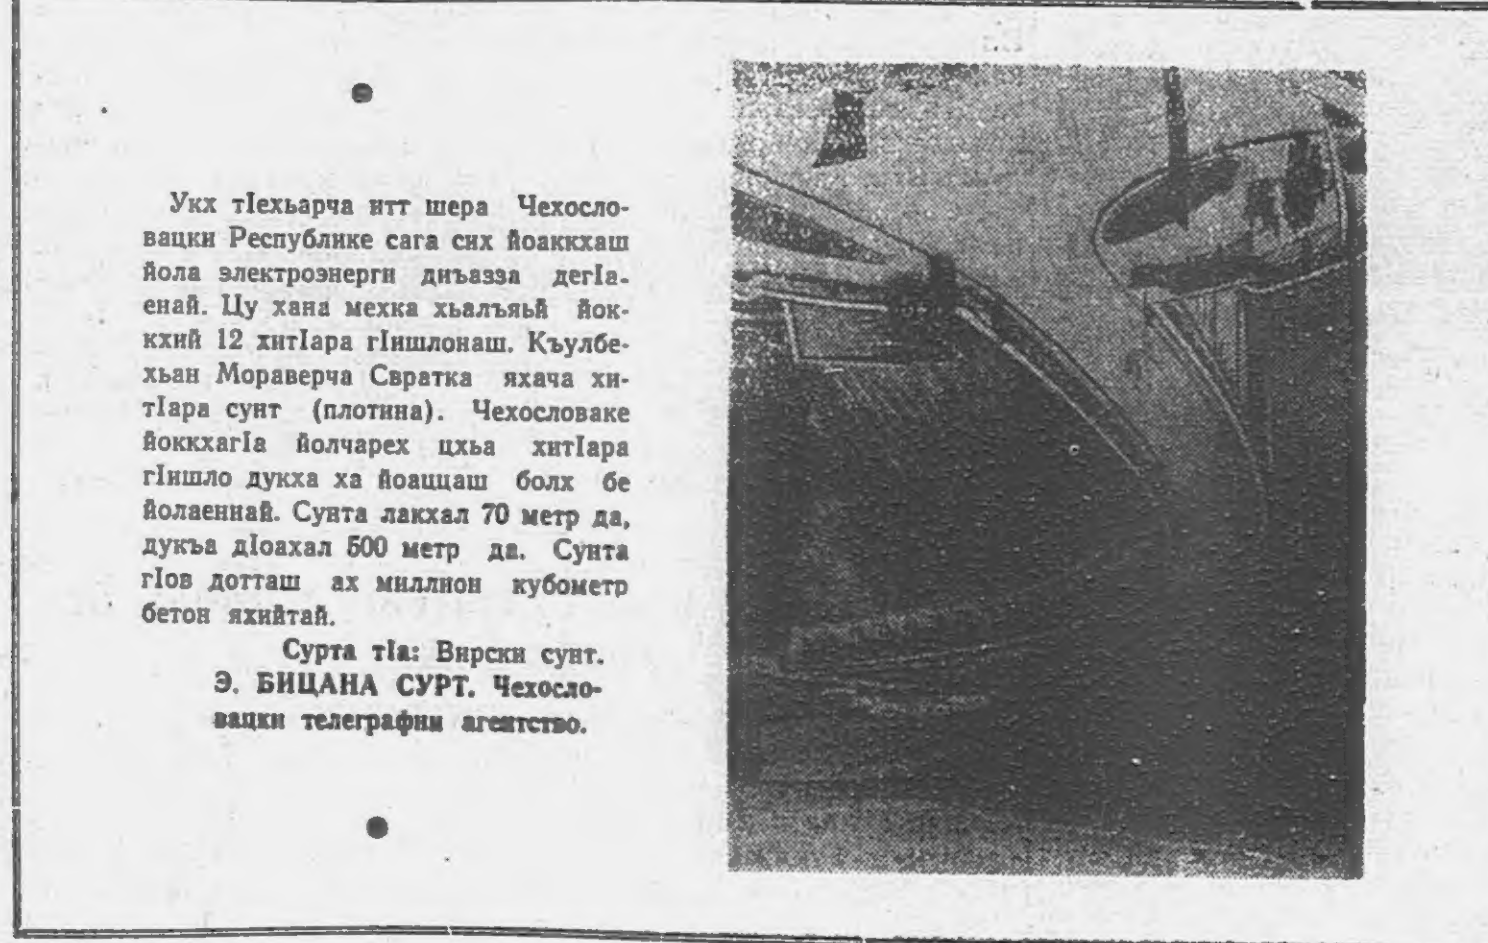 Укх тӀехьарча итт шера Чехосло-
вацки Республике сага сих йоаккхаш
йола электроэнерги диъазза дегӀа-
енай. Цу хана мехка хьалъяьй йок-
кхий 12 хитӀара гӀишлонаш. Къулбе-
хьан Мораверча Свратка яхача хи-
тӀара сунт (плотина). Чехословаке
йоккхагӀа йолчарех цхьа хитӀара
гӀишло дукха ха йоаццаш болх бе
йолаеннай. Сунта лакхал 70 метр да,
дукъа дӀоахал 500 метр да. Сунта
гӀов дотташ ах миллион кубометр
бетон яхийтай.
Сурта тӀа: Вирски сунт.
Э. БИЦАНА СУРТ. Чехосло-
вацки телеграфни агентство.